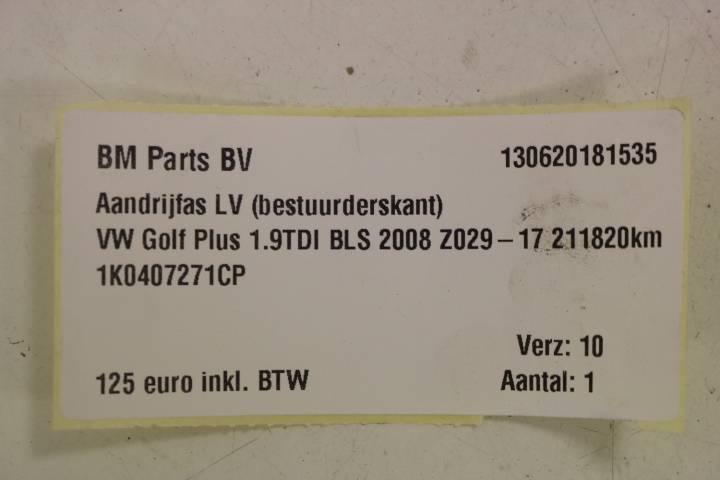 BM Parts BV 130620181535
Aandrijfas LV (bestuurderskant)
VW Golf Plus 1.9TDI BLS 2008 Z029-17 211820km
1K0407271CP
Verz: 10
125 euro inkl. BTW Aantal: 1